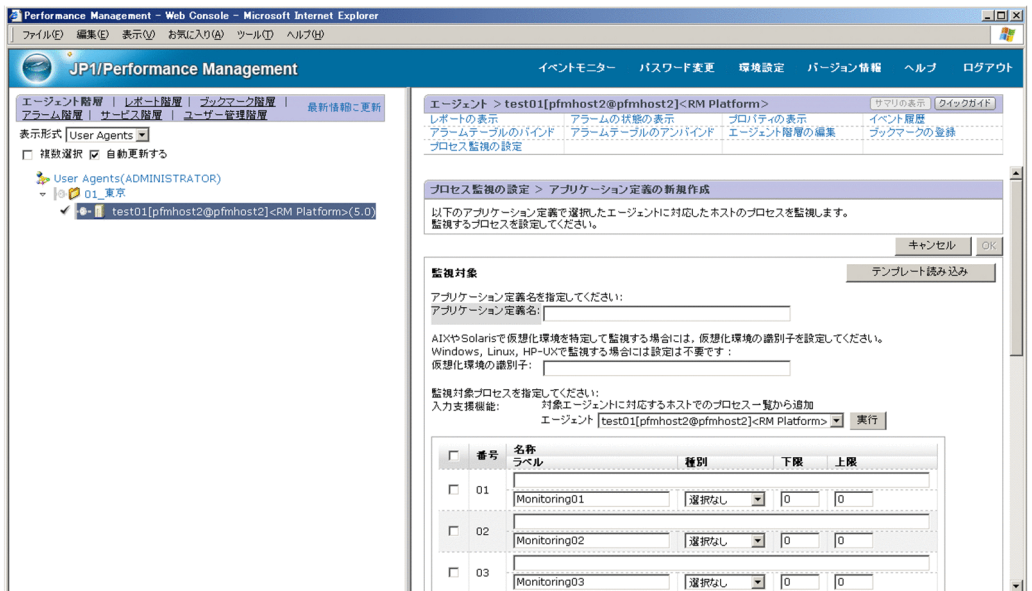 Performance Management - Web Console - Microsoft Internet Explorer
ファイル(F) 編集(E) 表示(V) お気に入り(A) ツール(T) ヘルプ(H)
JP1/Performance Management
イベントモニター パスワード変更 環境設定 バージョン情報 ヘルプ ログアウト
エージェント階層 | レポート階層 | ブックマーク階層 |
アラーム階層 | サービス階層 | ユーザー管理階層
最新情報に更新
表示形式 User Agents
複数選択 自動更新する
User Agents(ADMINISTRATOR)
01_東京
test01[pfmhost2@pfmhost2]<RM Platform>(5.0)
エージェント > test01[pfmhost2@pfmhost2]<RM Platform>
サマリの表示 クイックガイド
レポートの表示 アラームの状態の表示 プロパティの表示 イベント履歴
アラームテーブルのバインド アラームテーブルのアンバインド エージェント階層の編集 ブックマークの登録
プロセス監視の設定
プロセス監視の設定 > アプリケーション定義の新規作成
以下のアプリケーション定義で選択したエージェントに対応したホストのプロセスを監視します。
監視するプロセスを設定してください。
キャンセル OK
監視対象
テンプレート読み込み
アプリケーション定義名を指定してください:
アプリケーション定義名:
AIXやSolarisで仮想化環境を特定して監視する場合には, 仮想化環境の識別子を設定してください。
Windows, Linux, HP-UXで監視する場合には設定は不要です :
仮想化環境の識別子:
監視対象プロセスを指定してください:
入力支援機能: 対象エージェントに対応するホストでのプロセス一覧から追加
エージェント test01[pfmhost2@pfmhost2]<RM Platform> 実行
番号 名称
ラベル 種別 下限 上限
01
Monitoring01 選択なし 0 0
02
Monitoring02 選択なし 0 0
03
Monitoring03 選択なし 0 0